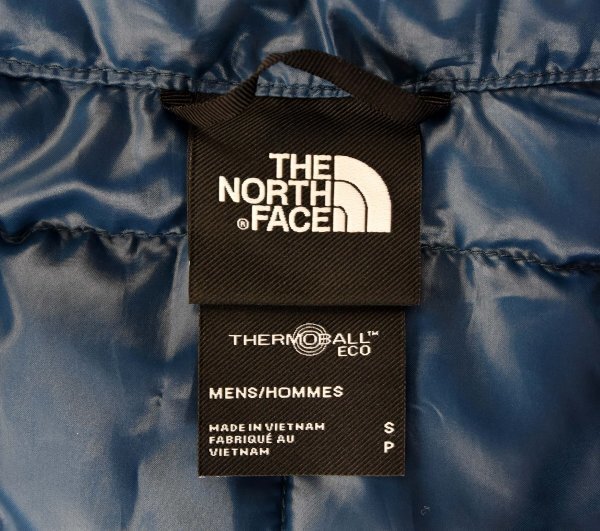 THE
NORTH
® FACE
THERMOBALL™
ECO
MENS/HOMMES
MADE IN VIETNAM S
FABRIQUÉ AU
VIETNAM P